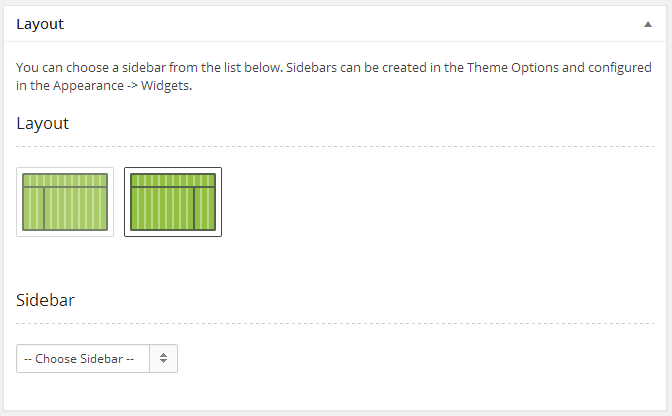 Layout
You can choose a sidebar from the list below. Sidebars can be created in the Theme Options and configured
in the Appearance -> Widgets.
Layout
Sidebar
-- Choose Sidebar --